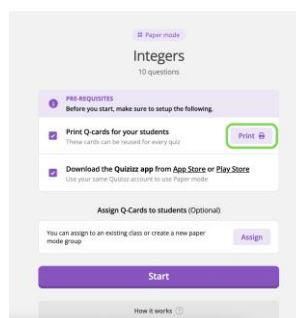 Paper mode
Integers
10 questions
PRE-REQUISITES
Before you start, make sure to setup the following.
Print Q-cards for your students
These cards can be reused for every quiz
Print
Download the Quizizz app from App Store or Play Store
Use your same Quizizz account to use Paper mode
Assign Q-Cards to students (Optional)
You can assign to an existing class or create a new paper
mode group
Assign
Start
How it works